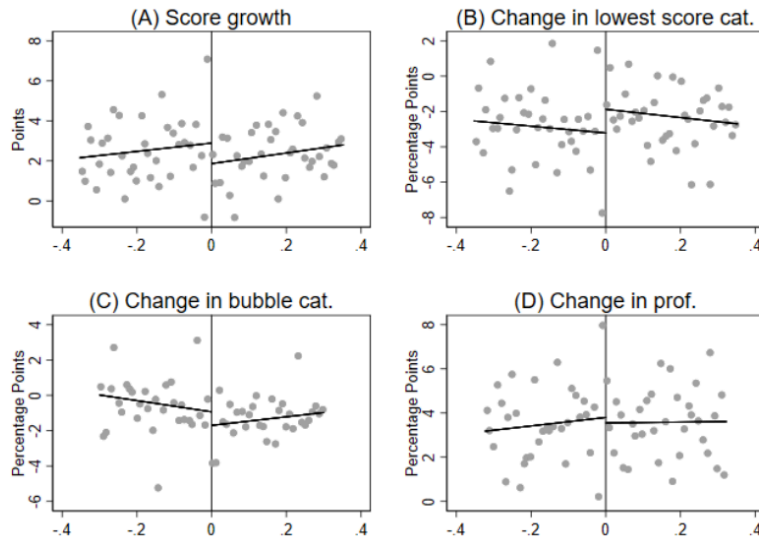 (A) Score growth
Points
8
6
4
2
0
-.4 -.2 0 .2 .4
(B) Change in lowest score cat.
Percentage Points
2
0
-2
-4
-6
-8
-.4 -.2 0 .2 .4
(C) Change in bubble cat.
Percentage Points
4
2
0
-2
-4
-6
-.4 -.2 0 .2 .4
(D) Change in prof.
Percentage Points
8
6
4
2
0
-.4 -.2 0 .2 .4